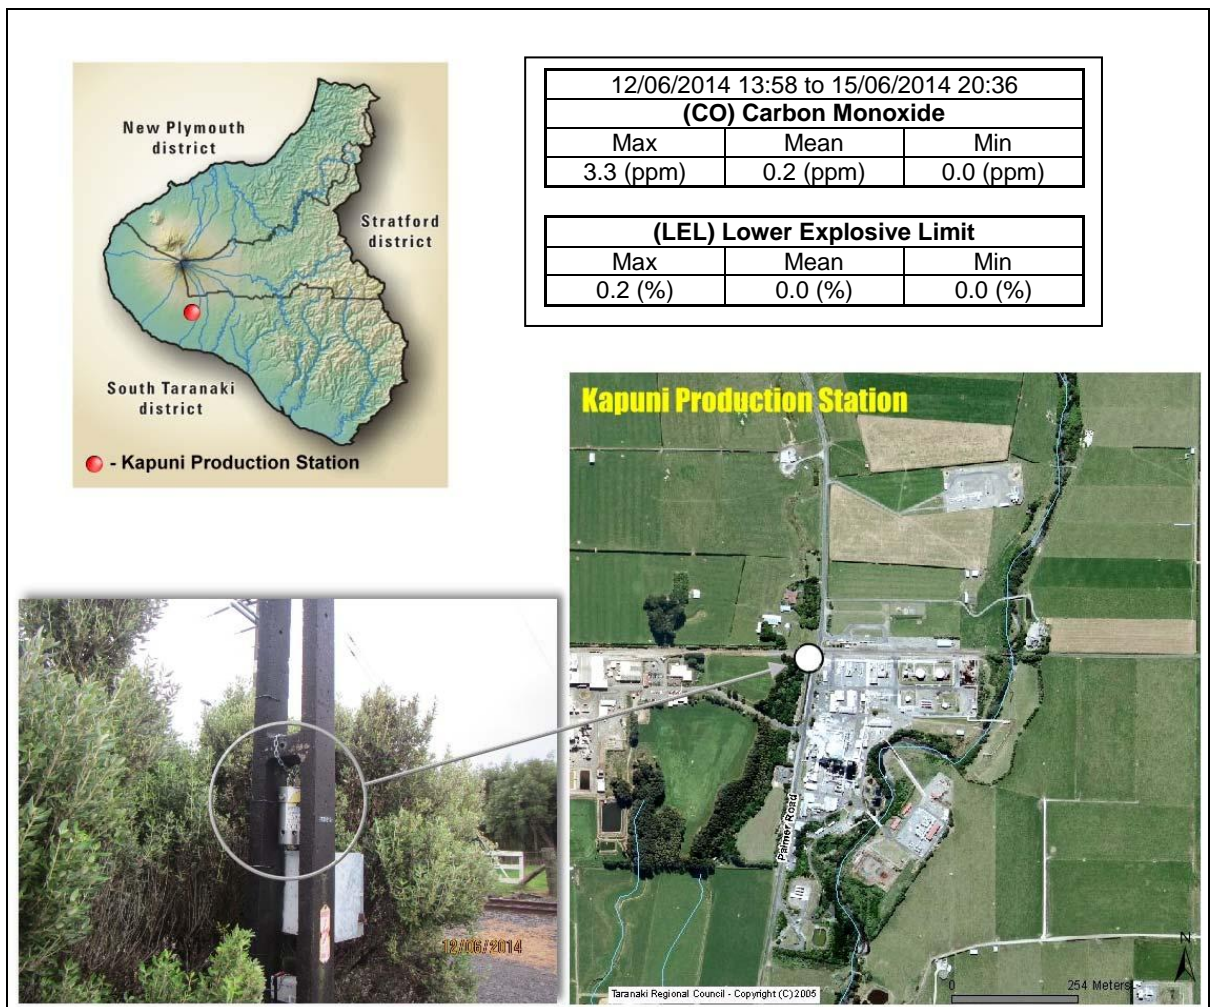 New Plymouth
district
Stratford
district
South Taranaki
district
- Kapuni Production Station
12/06/2014 13:58 to 15/06/2014 20:36
(CO) Carbon Monoxide
Max Mean Min
3.3 (ppm) 0.2 (ppm) 0.0 (ppm)
(LEL) Lower Explosive Limit
Max Mean Min
0.2 (%) 0.0 (%) 0.0 (%)
Kapuni Production Station
Palmer Road
N
0 254 Meters
Taranaki Regional Council - Copyright (C) 2005
12/06/2014